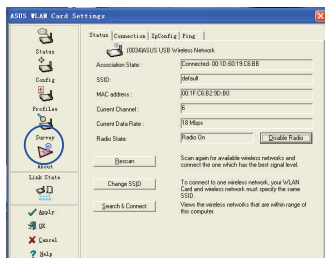 ASUS WLAN Card Settings
Status
Config
Profiles
Survey
About
Link State
Apply
OK
Cancel
Help
Status Connection IpConfig Ping
(0034)ASUS USB Wireless Network
Association State : Connected- 00:1D:60:19:C6:BB
SSID: default
MAC address : 00:1F:C6:B2:9D:B0
Current Channel : 6
Current Data Rate : 18 Mbps
Radio State: Radio On Disable Radio
Rescan Scan again for available wireless networks and
connect the one which has the best signal level.
Change SSID To connect to one wireless network, your WLAN
Card and wireless network must specify the same
SSID.
Search & Connect Views the wireless networks that are within range of
this computer.